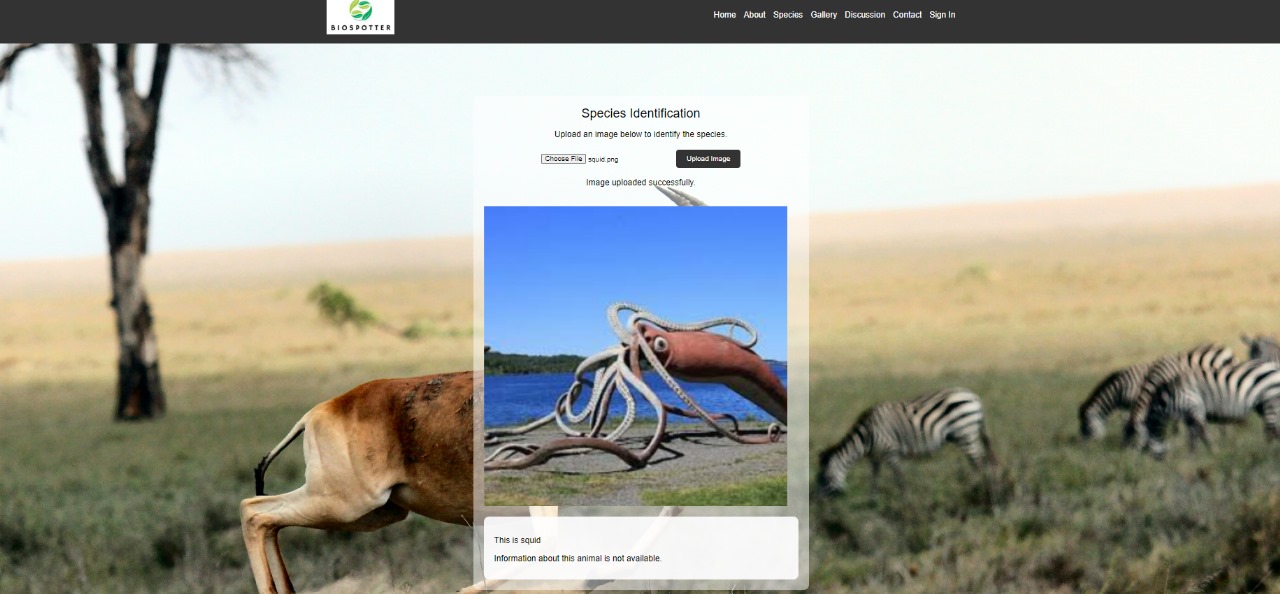 BIOSPOTTER
Home About Species Gallery Discussion Contact Sign In
Species Identification
Upload an image below to identify the species.
Choose File squid.png Upload Image
Image uploaded successfully.
This is squid
Information about this animal is not available.